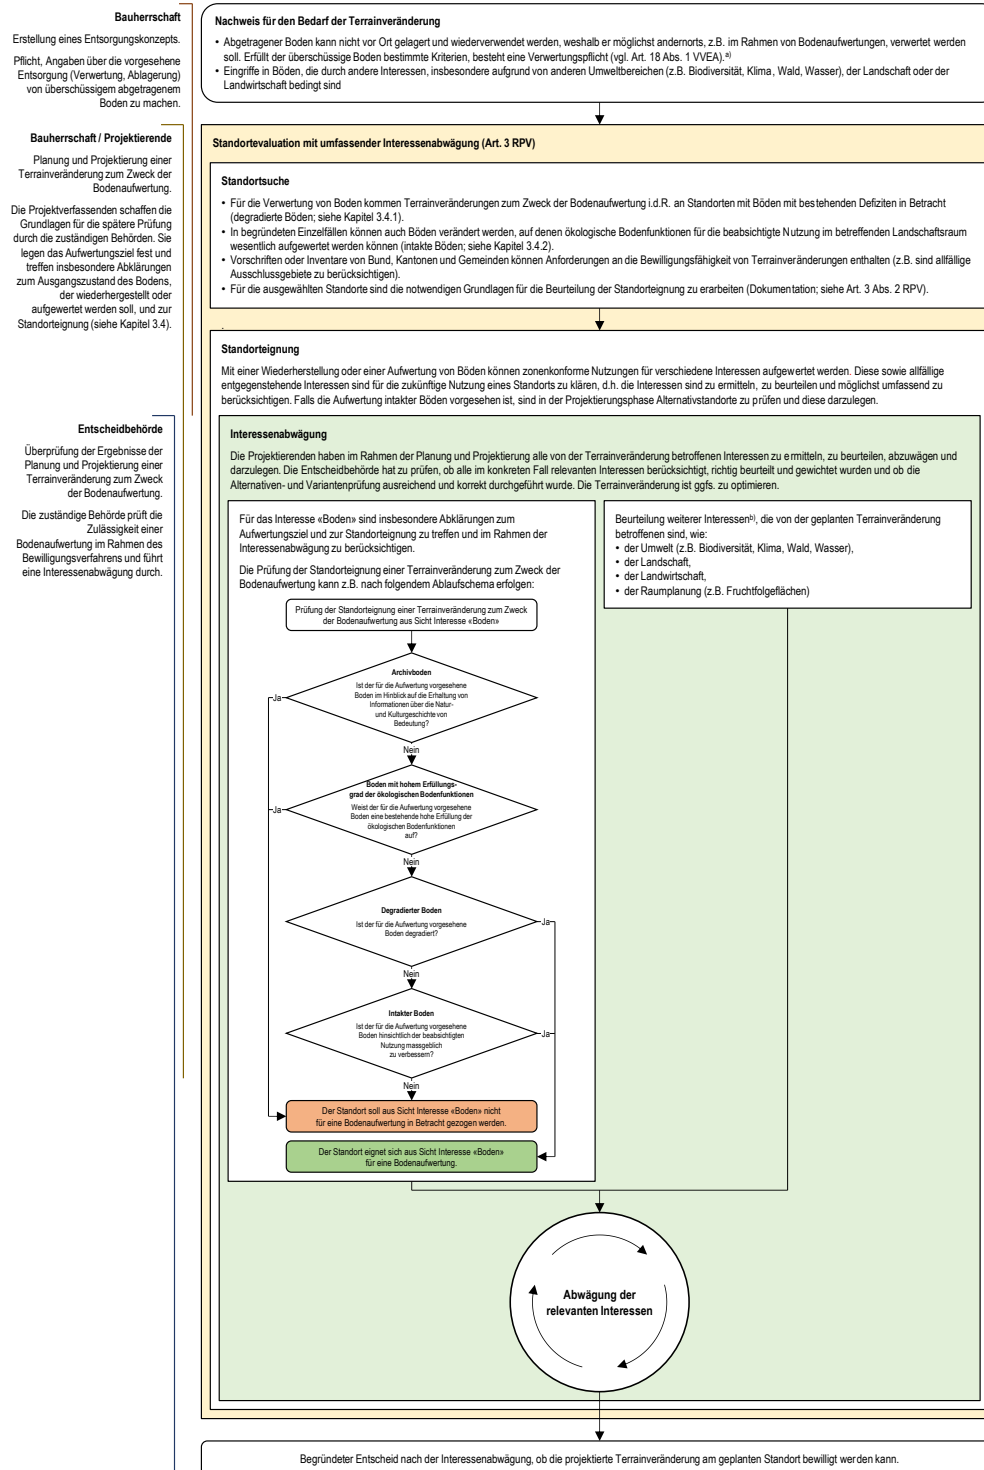 Bauherrschaft
Erstellung eines Entsorgungskonzepts.
Pflicht, Angaben über die vorgesehene
Entsorgung (Verwertung, Ablagerung)
von überschüssigem abgetragenem
Boden zu machen.
Bauherrschaft / Projektierende
Planung und Projektierung einer
Terrainveränderung zum Zweck der
Bodenaufwertung.
Die Projektverfassenden schaffen die
Grundlagen für die spätere Prüfung
durch die zuständigen Behörden. Sie
legen das Aufwertungsziel fest und
treffen insbesondere Abklärungen
zum Ausgangszustand des Bodens,
der wiederhergestellt oder
aufgewertet werden soll, und zur
Standorteignung (siehe Kapitel 3.4).
Entscheidbehörde
Überprüfung der Ergebnisse der
Planung und Projektierung einer
Terrainveränderung zum Zweck
der Bodenaufwertung.
Die zuständige Behörde prüft die
Zulässigkeit einer
Bodenaufwertung im Rahmen des
Bewilligungsverfahrens und führt
eine Interessenabwägung durch.
Nachweis für den Bedarf der Terrainveränderung
• Abgetragener Boden kann nicht vor Ort gelagert und wiederverwendet werden, weshalb er möglichst andernorts, z.B. im Rahmen von Bodenaufwertungen, verwertet werden
soll. Erfüllt der überschüssige Boden bestimmte Kriterien, besteht eine Verwertungspflicht (vgl. Art. 18 Abs. 1 VVEA).a)
• Eingriffe in Böden, die durch andere Interessen, insbesondere aufgrund von anderen Umweltbereichen (z.B. Biodiversität, Klima, Wald, Wasser), der Landschaft oder der
Landwirtschaft bedingt sind
Standortevaluation mit umfassender Interessenabwägung (Art. 3 RPV)
Standortsuche
• Für die Verwertung von Boden kommen Terrainveränderungen zum Zweck der Bodenaufwertung i.d.R. an Standorten mit Böden mit bestehenden Defiziten in Betracht
(degradierte Böden; siehe Kapitel 3.4.1).
• In begründeten Einzelfällen können auch Böden verändert werden, auf denen ökologische Bodenfunktionen für die beabsichtigte Nutzung im betreffenden Landschaftsraum
wesentlich aufgewertet werden können (intakte Böden; siehe Kapitel 3.4.2).
• Vorschriften oder Inventare von Bund, Kantonen und Gemeinden können Anforderungen an die Bewilligungsfähigkeit von Terrainveränderungen enthalten (z.B. sind allfällige
Ausschlussgebiete zu berücksichtigen).
• Für die ausgewählten Standorte sind die notwendigen Grundlagen für die Beurteilung der Standorteignung zu erarbeiten (Dokumentation; siehe Art. 3 Abs. 2 RPV).
Standorteignung
Mit einer Wiederherstellung oder einer Aufwertung von Böden können zonenkonforme Nutzungen für verschiedene Interessen aufgewertet werden. Diese sowie allfällige
entgegenstehende Interessen sind für die zukünftige Nutzung eines Standorts zu klären, d.h. die Interessen sind zu ermitteln, zu beurteilen und möglichst umfassend zu
berücksichtigen. Falls die Aufwertung intakter Böden vorgesehen ist, sind in der Projektierungsphase Alternativstandorte zu prüfen und diese darzulegen.
Interessenabwägung
Die Projektierenden haben im Rahmen der Planung und Projektierung alle von der Terrainveränderung betroffenen Interessen zu ermitteln, zu beurteilen, abzuwägen und
darzulegen. Die Entscheidbehörde hat zu prüfen, ob alle im konkreten Fall relevanten Interessen berücksichtigt, richtig beurteilt und gewichtet wurden und ob die
Alternativen- und Variantenprüfung ausreichend und korrekt durchgeführt wurde. Die Terrainveränderung ist ggfs. zu optimieren.
Für das Interesse «Boden» sind insbesondere Abklärungen zum
Aufwertungsziel und zur Standorteignung zu treffen und im Rahmen der
Interessenabwägung zu berücksichtigen.
Die Prüfung der Standorteignung einer Terrainveränderung zum Zweck der
Bodenaufwertung kann z.B. nach folgendem Ablaufschema erfolgen:
Beurteilung weiterer Interessenb), die von der geplanten Terrainveränderung
betroffenen sind, wie:
• der Umwelt (z.B. Biodiversität, Klima, Wald, Wasser),
• der Landschaft,
• der Landwirtschaft,
• der Raumplanung (z.B. Fruchtfolgeflächen)
Prüfung der Standorteignung einer Terrainveränderung zum Zweck
der Bodenaufwertung aus Sicht Interesse «Boden»
Archivboden
Ist der für die Aufwertung vorgesehene
Boden im Hinblick auf die Erhaltung von
Informationen über die Natur-
und Kulturgeschichte von
Bedeutung?
Ja
Nein
Boden mit hohem Erfüllungs-
grad der ökologischen Bodenfunktionen
Weist der für die Aufwertung vorgesehene
Boden eine bestehende hohe Erfüllung der
ökologischen Bodenfunktionen
auf?
Ja
Nein
Degradierter Boden
Ist der für die Aufwertung vorgesehene
Boden degradiert?
Ja
Nein
Intakter Boden
Ist der für die Aufwertung vorgesehene
Boden hinsichtlich der beabsichtigten
Nutzung massgeblich
zu verbessern?
Ja
Nein
Der Standort soll aus Sicht Interesse «Boden» nicht
für eine Bodenaufwertung in Betracht gezogen werden.
Der Standort eignet sich aus Sicht Interesse «Boden»
für eine Bodenaufwertung.
Abwägung der
relevanten Interessen
Begründeter Entscheid nach der Interessenabwägung, ob die projektierte Terrainveränderung am geplanten Standort bewilligt werden kann.